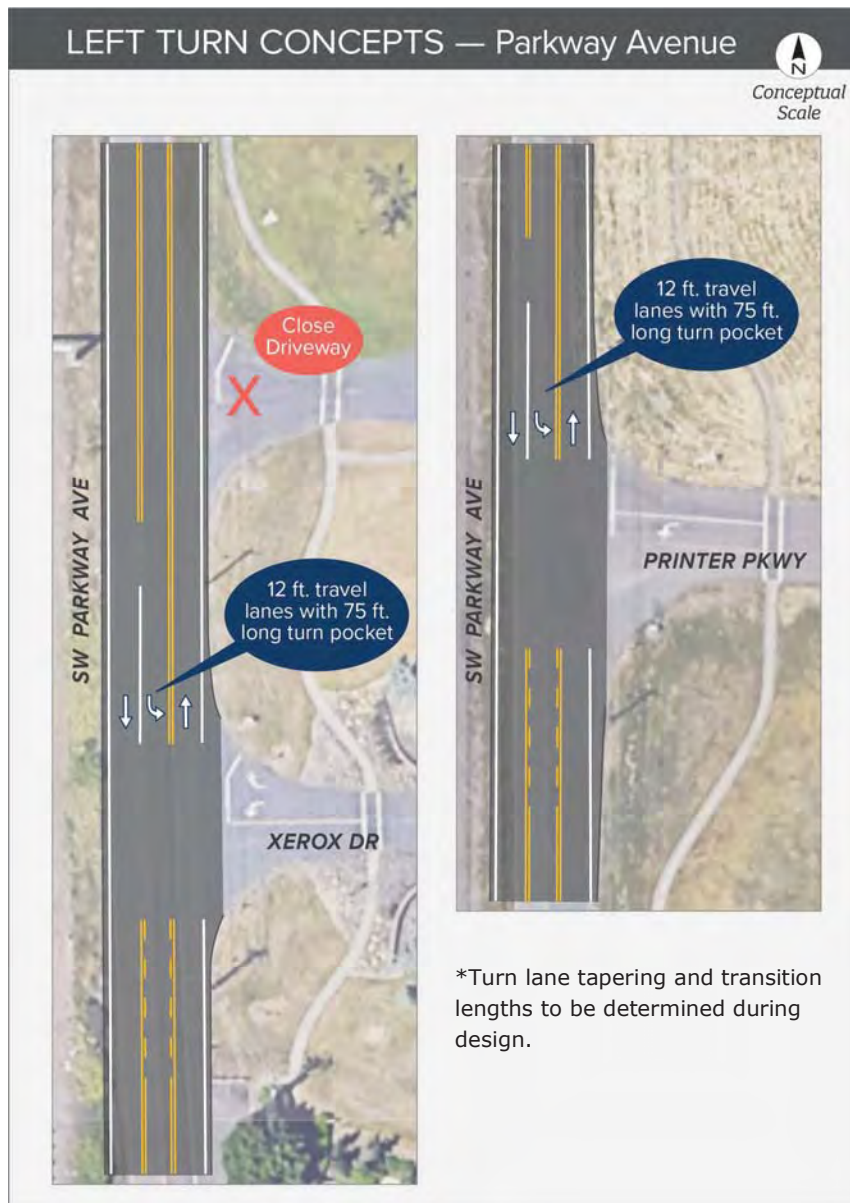 LEFT TURN CONCEPTS — Parkway Avenue
N
Conceptual
Scale
Close
Driveway
X
SW PARKWAY AVE
12 ft. travel
lanes with 75 ft.
long turn pocket
XEROX DR
12 ft. travel
lanes with 75 ft.
long turn pocket
SW PARKWAY AVE
PRINTER PKWY
*Turn lane tapering and transition
lengths to be determined during
design.